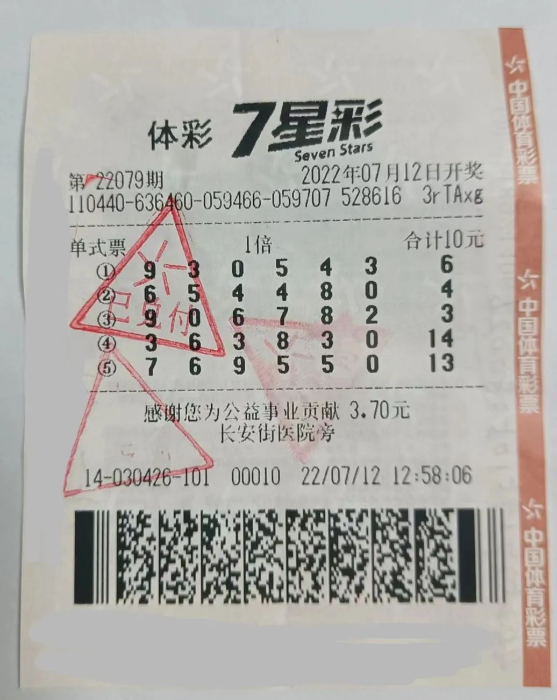 体彩 7星彩
Seven Stars
第 22079期 2022年07月12日开奖
110440-636460-059466-059707 528616 3rTAxg
单式票 1倍 合计10元
① 9 3 0 5 4 3 6
② 6 5 4 4 8 0 4
③ 9 0 6 7 8 2 3
④ 3 6 3 8 3 0 14
⑤ 7 6 9 5 5 0 13
已兑付
感谢您为公益事业贡献 3.70元
长安街医院旁
14-030426-101 00010 22/07/12 12:58:06
中国体育彩票
中国体育彩票
中国体育彩票